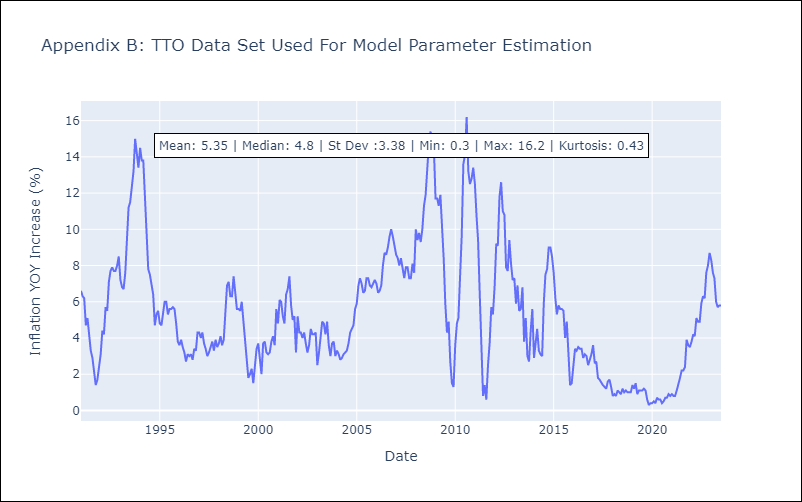 Appendix B: TTO Data Set Used For Model Parameter Estimation
16
Mean: 5.35 | Median: 4.8 | St Dev :3.38 | Min: 0.3 | Max: 16.2 | Kurtosis: 0.43
14
12
10
8
6
4
2
0
Inflation YOY Increase (%)
1995 2000 2005 2010 2015 2020
Date